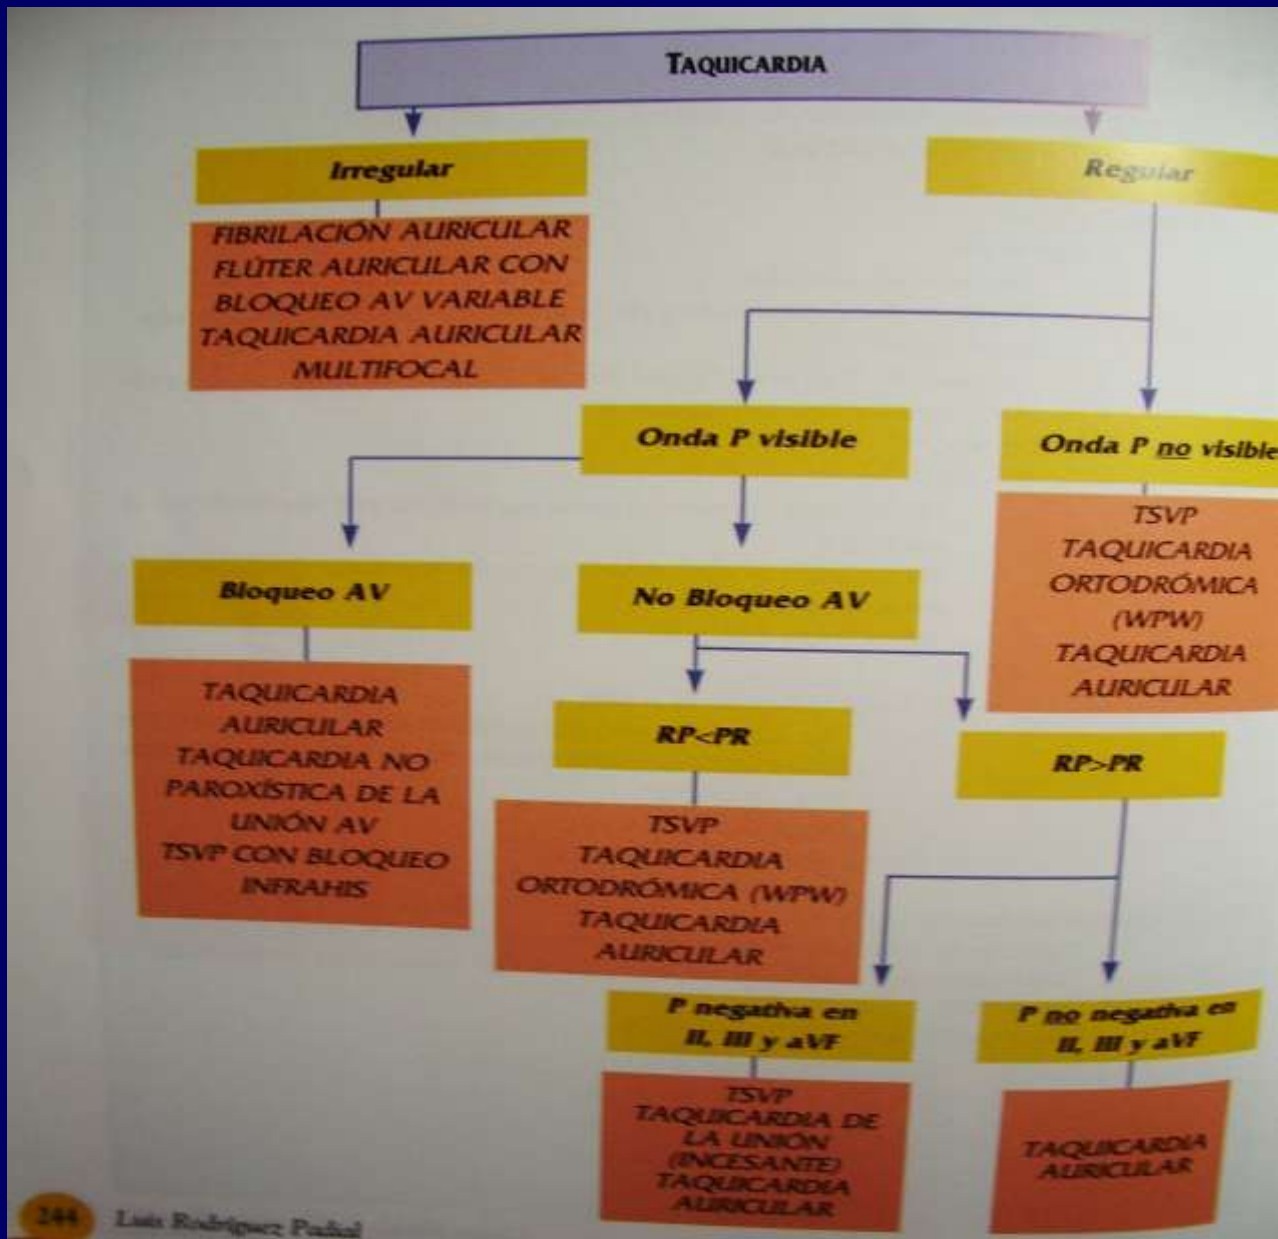 TAQUICARDIA
Irregular
Regular
FIBRILACIÓN AURICULAR
FLÚTER AURICULAR CON
BLOQUEO AV VARIABLE
TAQUICARDIA AURICULAR
MULTIFOCAL
Onda P visible
Onda P no visible
TSVP
TAQUICARDIA
ORTODRÓMICA
(WPW)
TAQUICARDIA
AURICULAR
Bloqueo AV
No Bloqueo AV
TAQUICARDIA
AURICULAR
TAQUICARDIA NO
PAROXÍSTICA DE LA
UNIÓN AV
TSVP CON BLOQUEO
INFRAHIS
RP<PR
RP>PR
TSVP
TAQUICARDIA
ORTODRÓMICA (WPW)
TAQUICARDIA
AURICULAR
P negativa en
II, III y aVF
P no negativa en
II, III y aVF
TSVP
TAQUICARDIA DE
LA UNIÓN
(INCESANTE)
TAQUICARDIA
AURICULAR
TAQUICARDIA
AURICULAR
244
Luis Rodríguez Padial